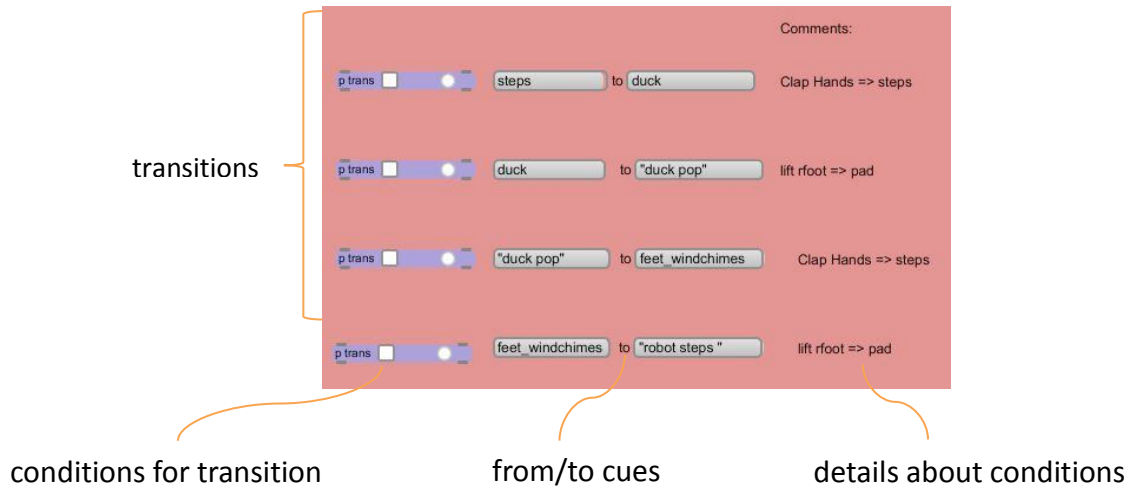 Comments:
p trans steps to duck Clap Hands => steps
transitions
p trans duck to "duck pop" lift rfoot => pad
p trans "duck pop" to feet_windchimes Clap Hands => steps
p trans feet_windchimes to "robot steps " lift rfoot => pad
conditions for transition from/to cues details about conditions